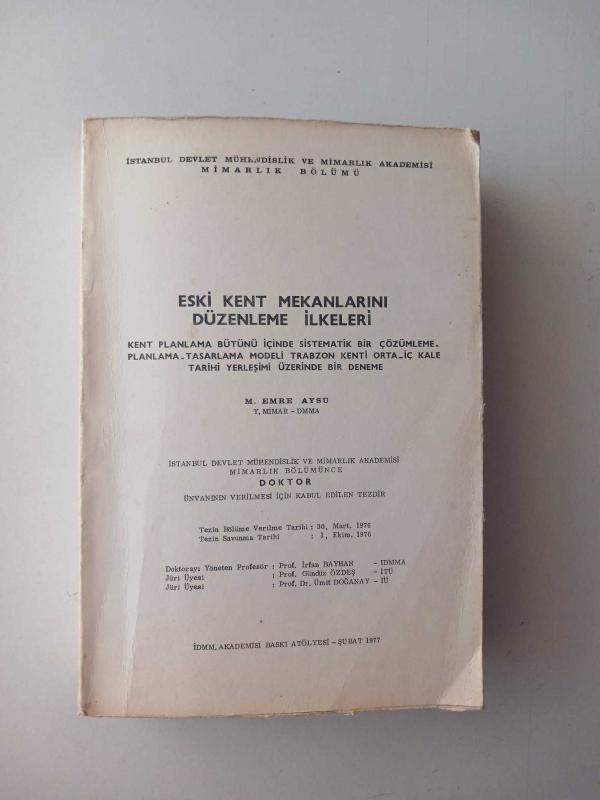 İSTANBUL DEVLET MÜHENDİSLİK VE MİMARLIK AKADEMİSİ
MİMARLIK BÖLÜMÜ
ESKİ KENT MEKANLARINI
DÜZENLEME İLKELERİ
KENT PLANLAMA BÜTÜNÜ İÇİNDE SİSTEMATİK BİR ÇÖZÜMLEME-
PLANLAMA-TASARLAMA MODELİ TRABZON KENTİ ORTA-İÇ KALE
TARİHİ YERLEŞİMİ ÜZERİNDE BİR DENEME
M. EMRE AYSU
Y. MİMAR - DMMA
İSTANBUL DEVLET MÜHENDİSLİK VE MİMARLIK AKADEMİSİ
MİMARLIK BÖLÜMÜNCE
DOKTOR
ÜNVANININ VERİLMESİ İÇİN KABUL EDİLEN TEZDİR
Tezin Bölüme Verilme Tarihi : 30, Mart. 1976
Tezin Savunma Tarihi : 1, Ekim. 1976
Doktorayı Yöneten Profesör : Prof. İrfan BAYHAN - IDMMA
Jüri Üyesi : Prof. Gündüz ÖZDEŞ - İTÜ
Jüri Üyesi : Prof. Dr. Ümit DOĞANAY - İÜ
İDMM. AKADEMİSİ BASKI ATÖLYESİ - ŞUBAT 1977